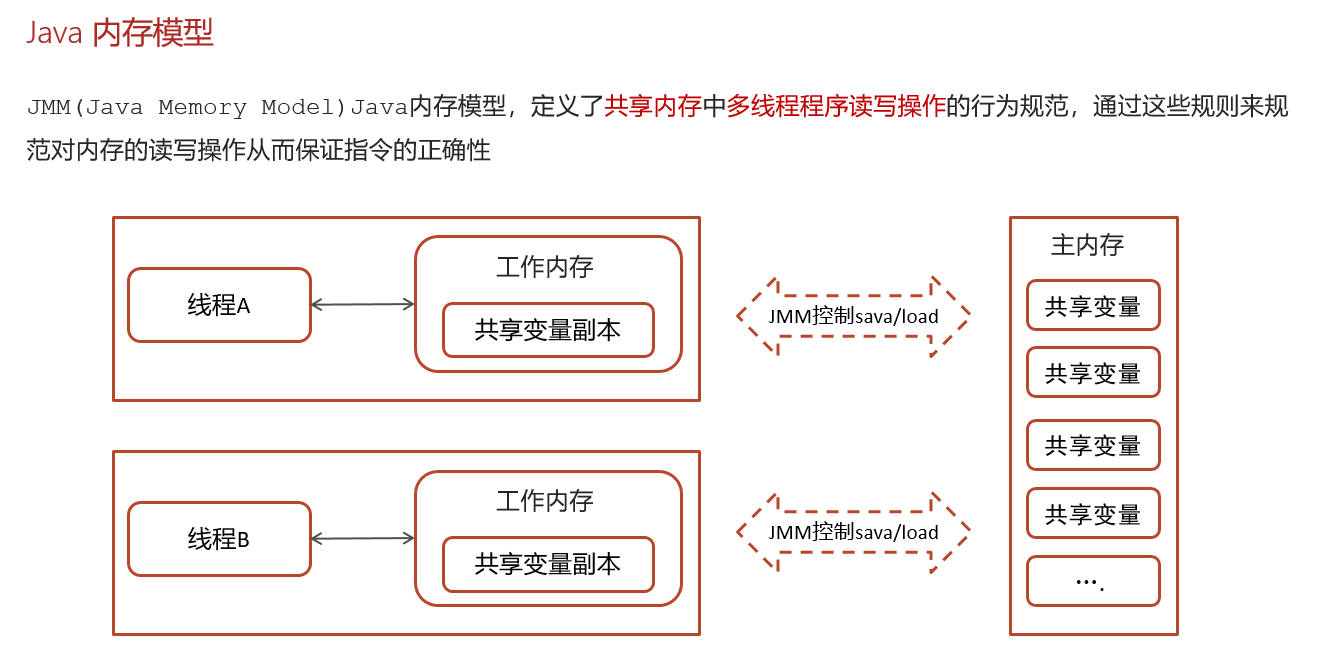 Java 内存模型
JMM(Java Memory Model)Java内存模型，定义了共享内存中多线程程序读写操作的行为规范，通过这些规则来规
范对内存的读写操作从而保证指令的正确性
线程A
工作内存
共享变量副本
JMM控制sava/load
主内存
共享变量
共享变量
共享变量
共享变量
….
线程B
工作内存
共享变量副本
JMM控制sava/load